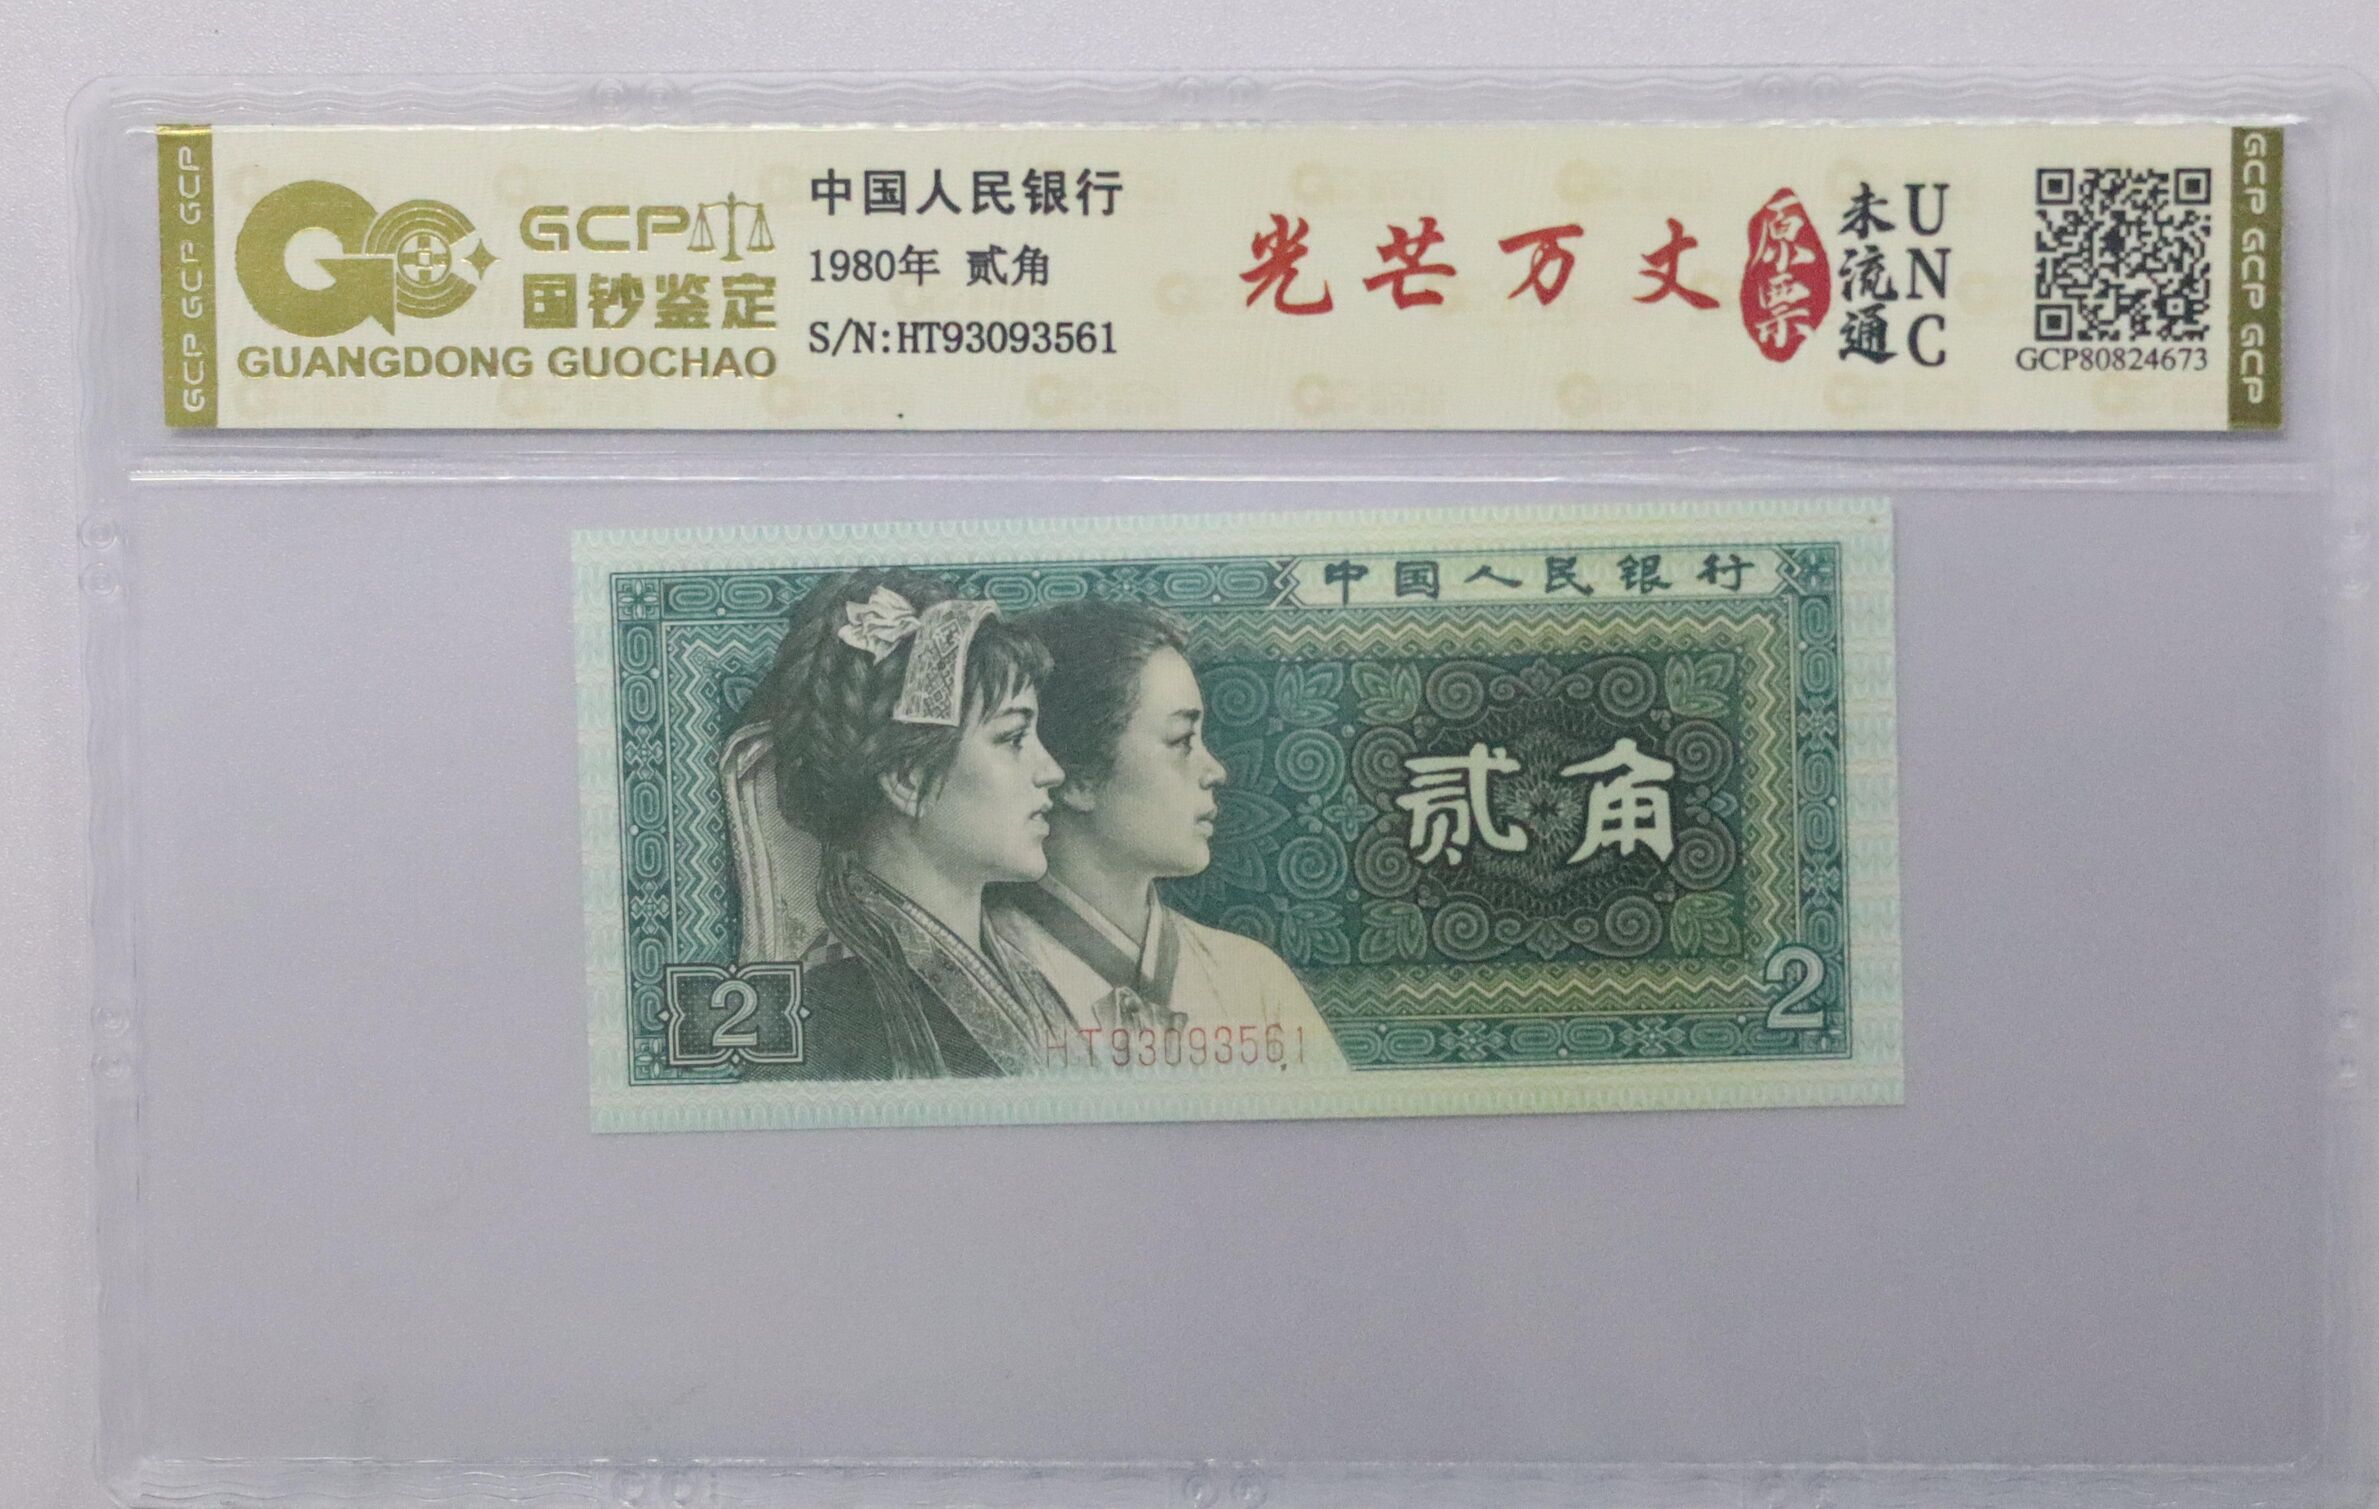 GCP GCP GCP
GCP
国钞鉴定
GUANGDONG GUOCHAO
中国人民银行
1980年 贰角
S/N:HT93093561
光芒万丈
原票
未流通
UNC
GCP80824673
GCP GCP GCP
中国人民银行
贰角
2
2
HT93093561